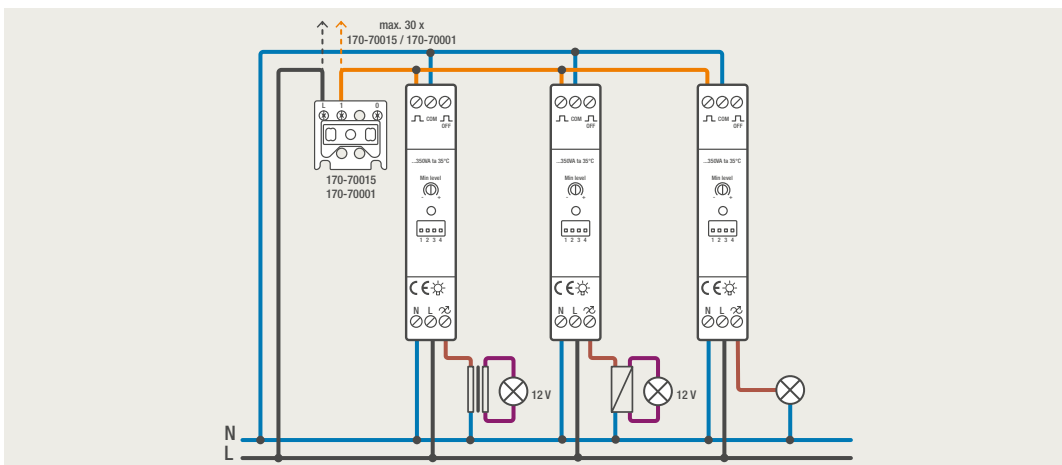 max. 30 x
170-70015 / 170-70001
L 1 0
170-70015
170-70001
COM
OFF
...350VA ta 35°C
Min level
- +
1 2 3 4
CE
N L
COM
OFF
...350VA ta 35°C
Min level
- +
1 2 3 4
CE
N L
COM
OFF
...350VA ta 35°C
Min level
- +
1 2 3 4
CE
N L
12 V
12 V
N
L